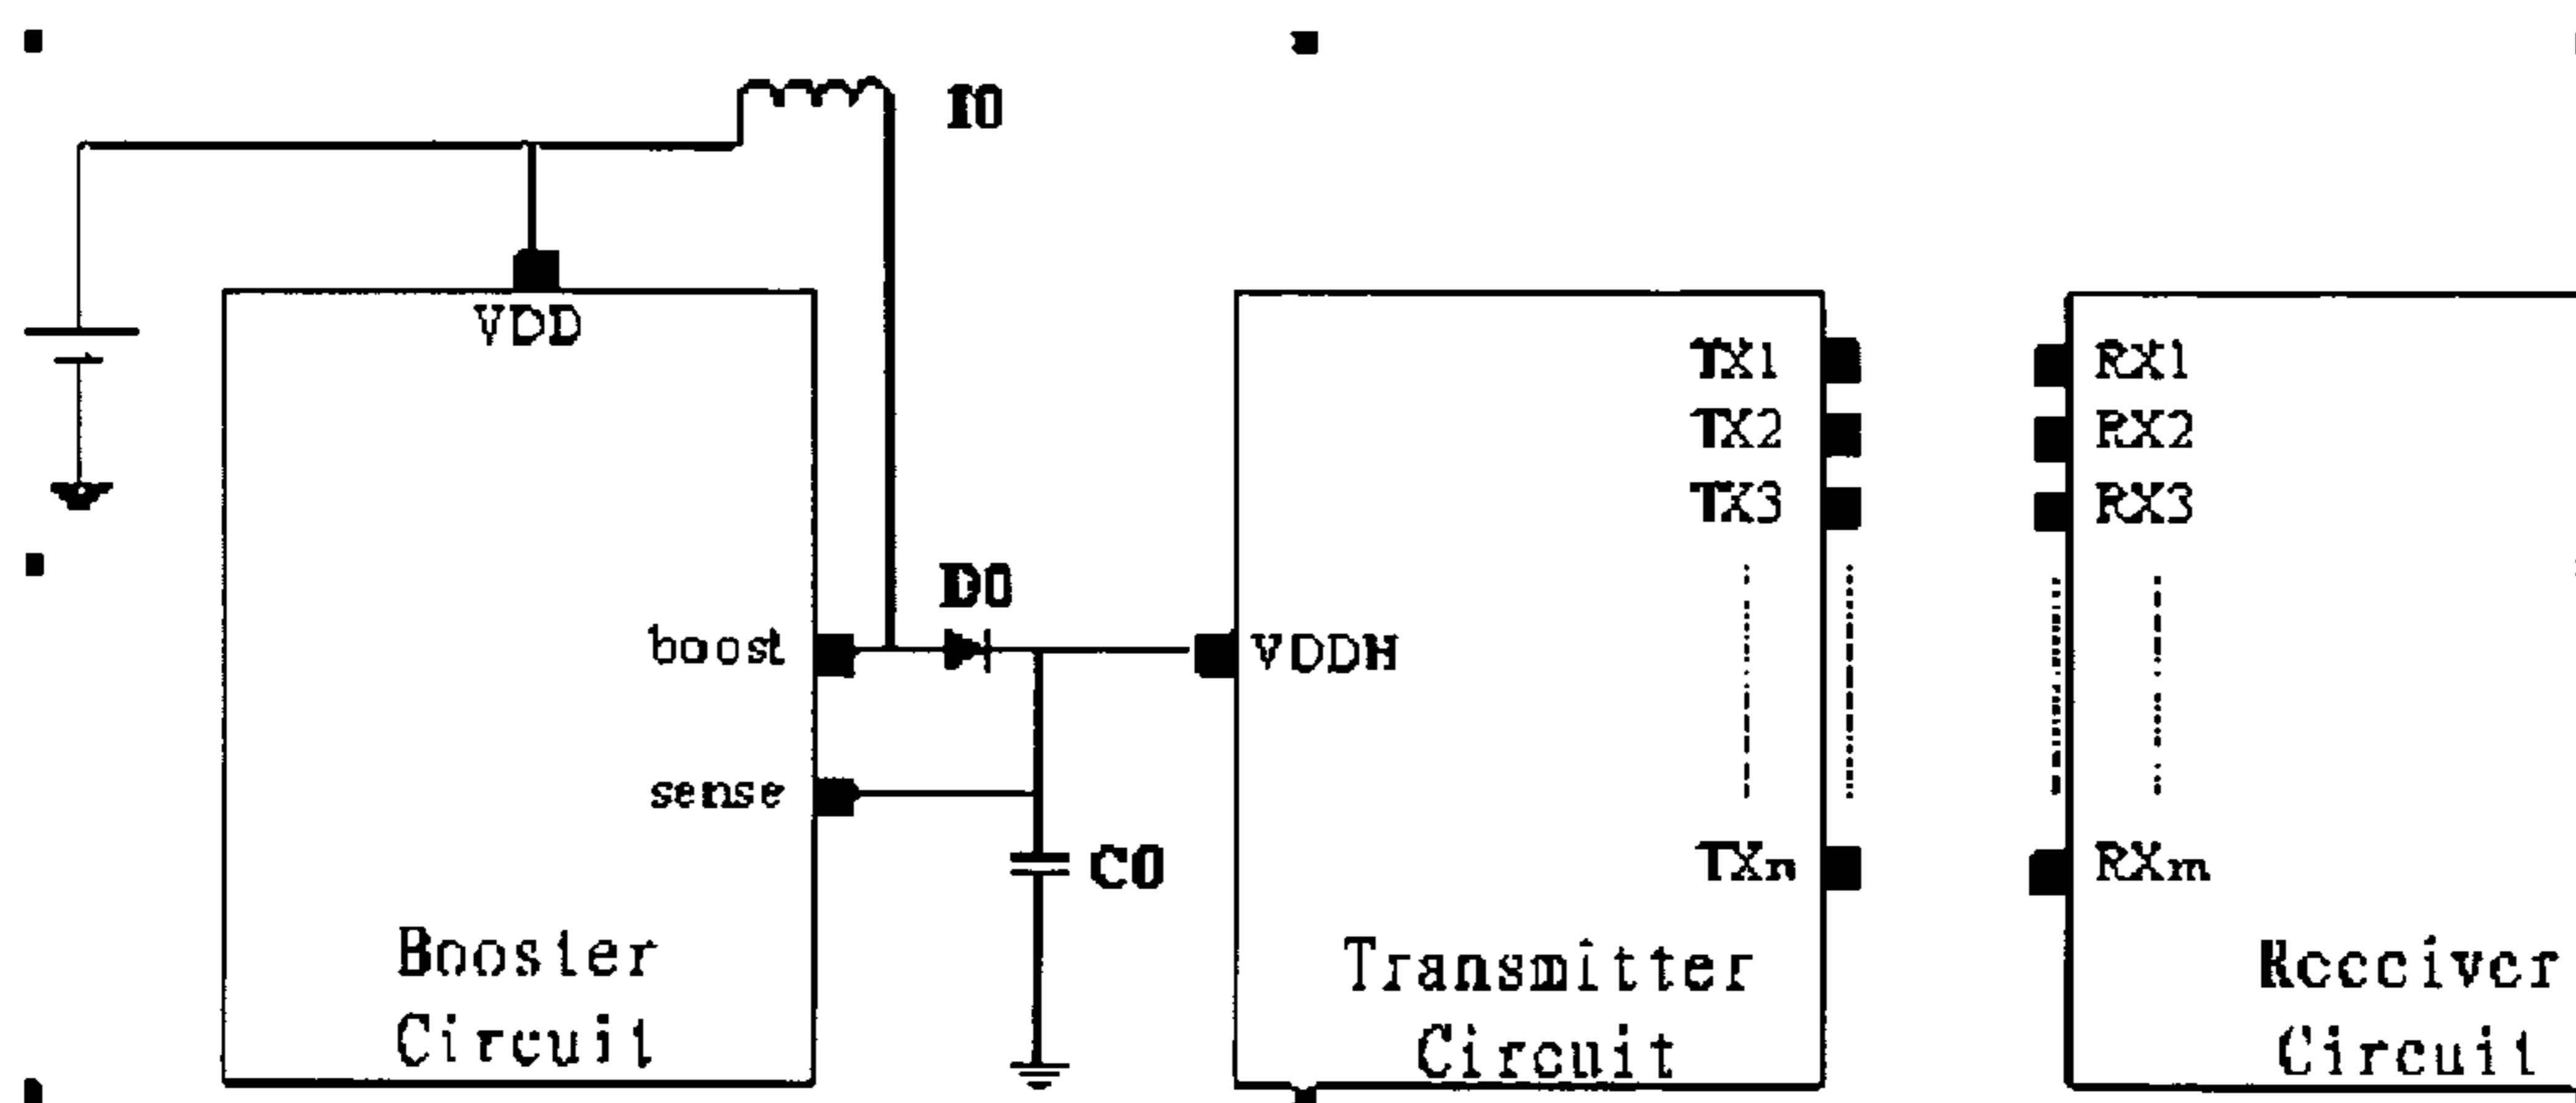 I0
VDD
TX1
TX2
TX3
TXn
RX1
RX2
RX3
RXm
D0
boost
VDDH
sense
C0
Booster
Circuit
Transmitter
Circuit
Receiver
Circuit